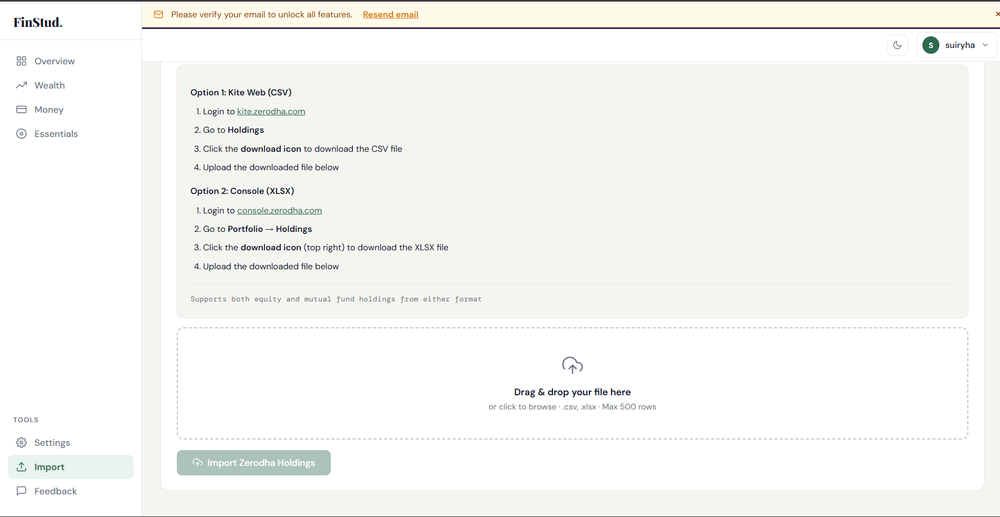 FinStud.
Please verify your email to unlock all features. Resend email
S suiryha
Overview
Wealth
Money
Essentials
Option 1: Kite Web (CSV)
1. Login to kite.zerodha.com
2. Go to Holdings
3. Click the download icon to download the CSV file
4. Upload the downloaded file below
Option 2: Console (XLSX)
1. Login to console.zerodha.com
2. Go to Portfolio → Holdings
3. Click the download icon (top right) to download the XLSX file
4. Upload the downloaded file below
Supports both equity and mutual fund holdings from either format
Drag & drop your file here
or click to browse · .csv, .xlsx · Max 500 rows
Import Zerodha Holdings
TOOLS
Settings
Import
Feedback